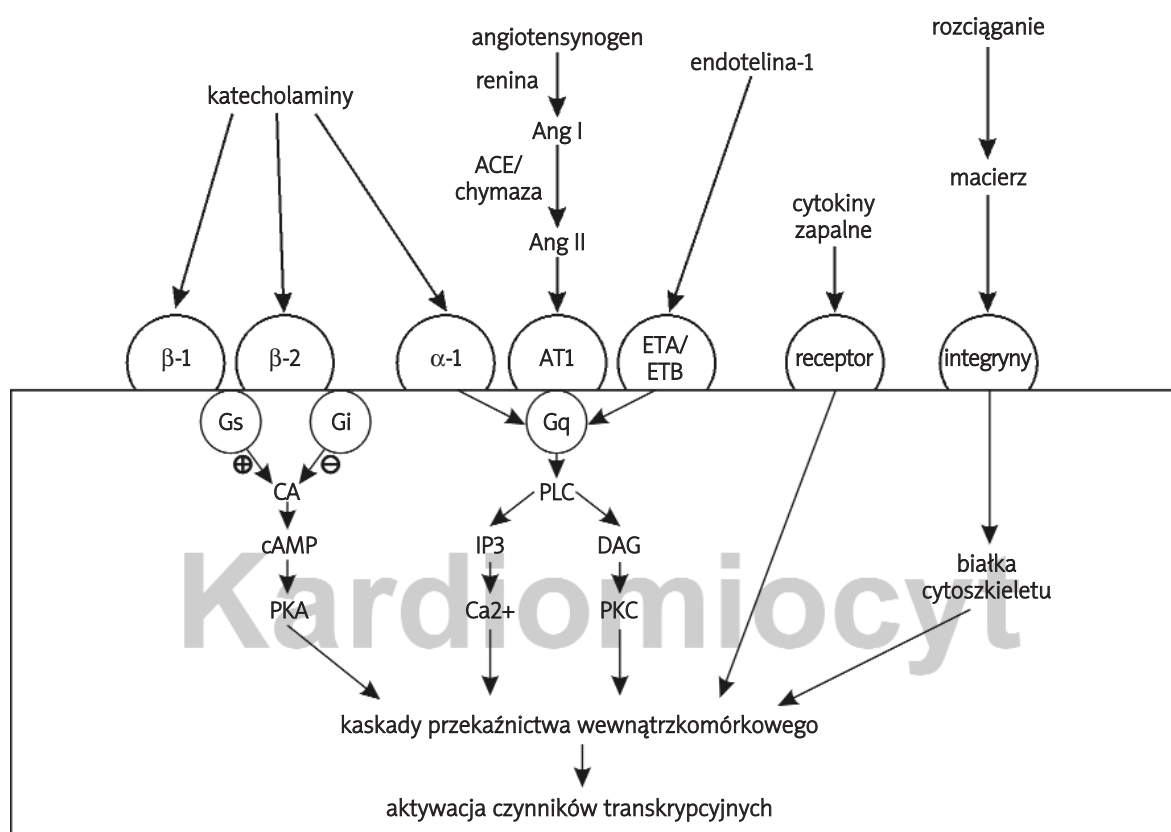 angiotensynogen
rozciąganie
endotelina-1
renina
katecholaminy
Ang I
ACE/
chymaza
macierz
cytokiny
zapalne
Ang II
β-1
β-2
α-1
AT1
ETA/
ETB
receptor
integryny
Gs
Gi
Gq
⊕
⊖
CA
PLC
cAMP
IP3
DAG
białka
cytoszkieletu
PKA
Ca2+
PKC
Kardiomiocyt
kaskady przekaźnictwa wewnątrzkomórkowego
aktywacja czynników transkrypcyjnych